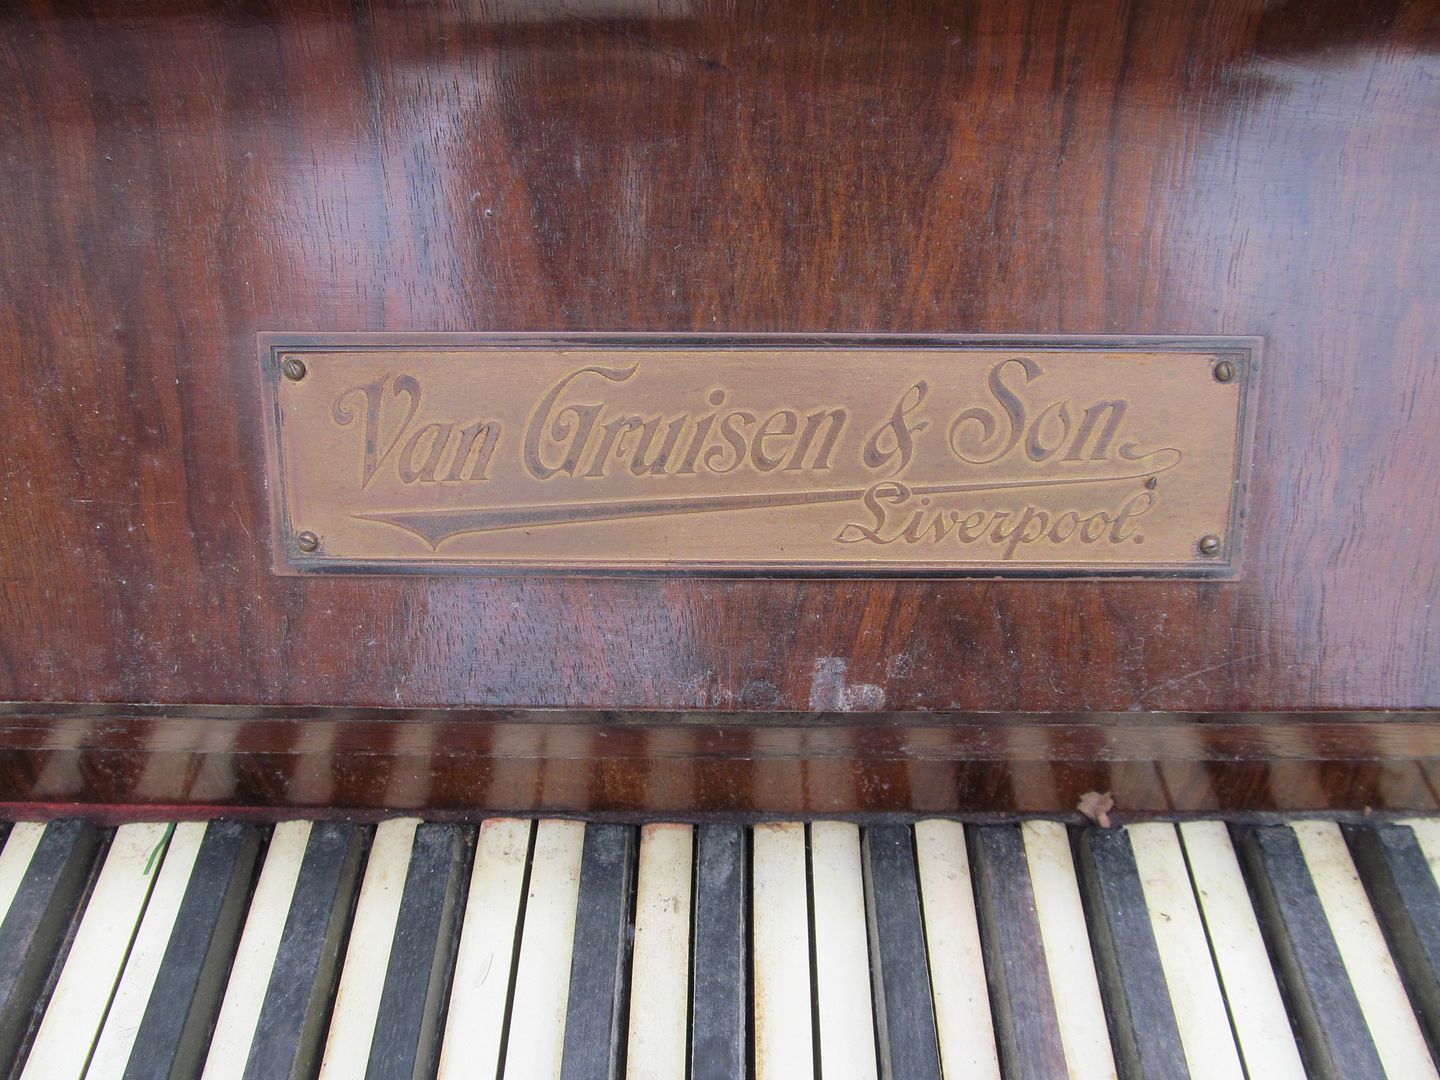 Van Gruisen & Son
Liverpool.